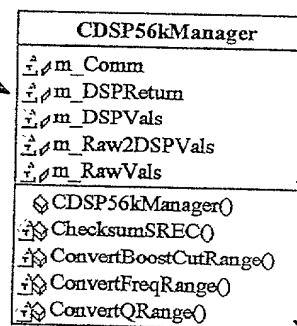 CDSP56kManager
m_Comm
m_DSPReturn
m_DSPVals
m_Raw2DSPVals
m_RawVals
CDSP56kManager()
ChecksumSREC()
ConvertBoostCutRange()
ConvertFreqRange()
ConvertQRange()